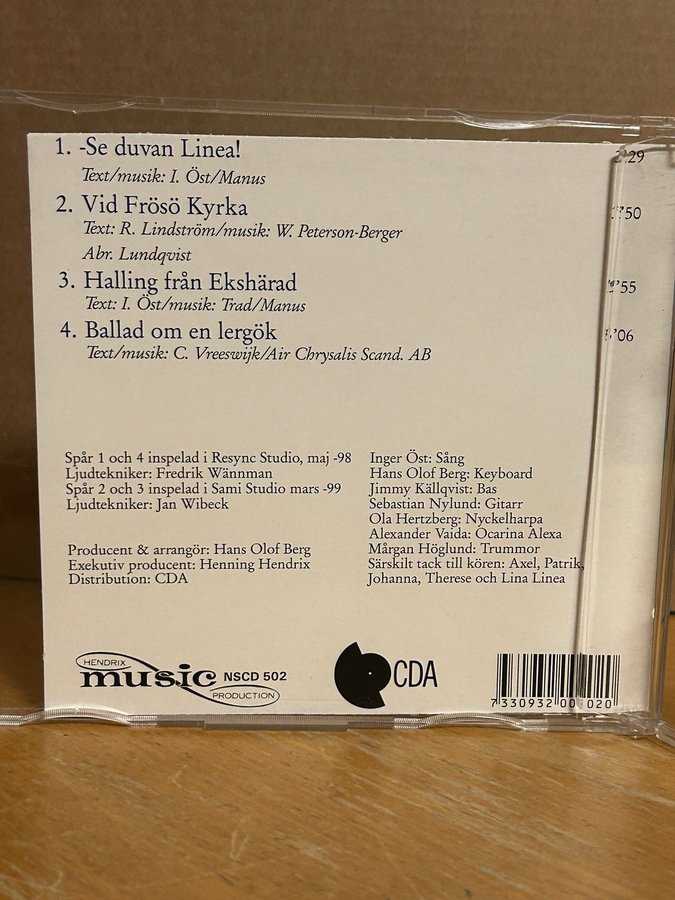 1. -Se duvan Linea!
Text/musik: I. Öst/Manus
2. Vid Frösö Kyrka
Text: R. Lindström/musik: W. Peterson-Berger
Abr. Lundqvist
3. Halling från Ekshärad
Text: I. Öst/musik: Trad/Manus
4. Ballad om en lergök
Text/musik: C. Vreeswijk/Air Chrysalis Scand. AB
Spår 1 och 4 inspelad i Resync Studio, maj -98
Ljudtekniker: Fredrik Wännman
Spår 2 och 3 inspelad i Sami Studio mars -99
Ljudtekniker: Jan Wibeck
Producent & arrangör: Hans Olof Berg
Exekutiv producent: Henning Hendrix
Distribution: CDA
Inger Öst: Sång
Hans Olof Berg: Keyboard
Jimmy Källqvist: Bas
Sebastian Nylund: Gitarr
Ola Hertzberg: Nyckelharpa
Alexander Vaida: Ocarina Alexa
Mårgan Höglund: Trummor
Särskilt tack till kören: Axel, Patrik,
Johanna, Therese och Lina Linea
HENDRIX
music NSCD 502
PRODUCTION
CDA